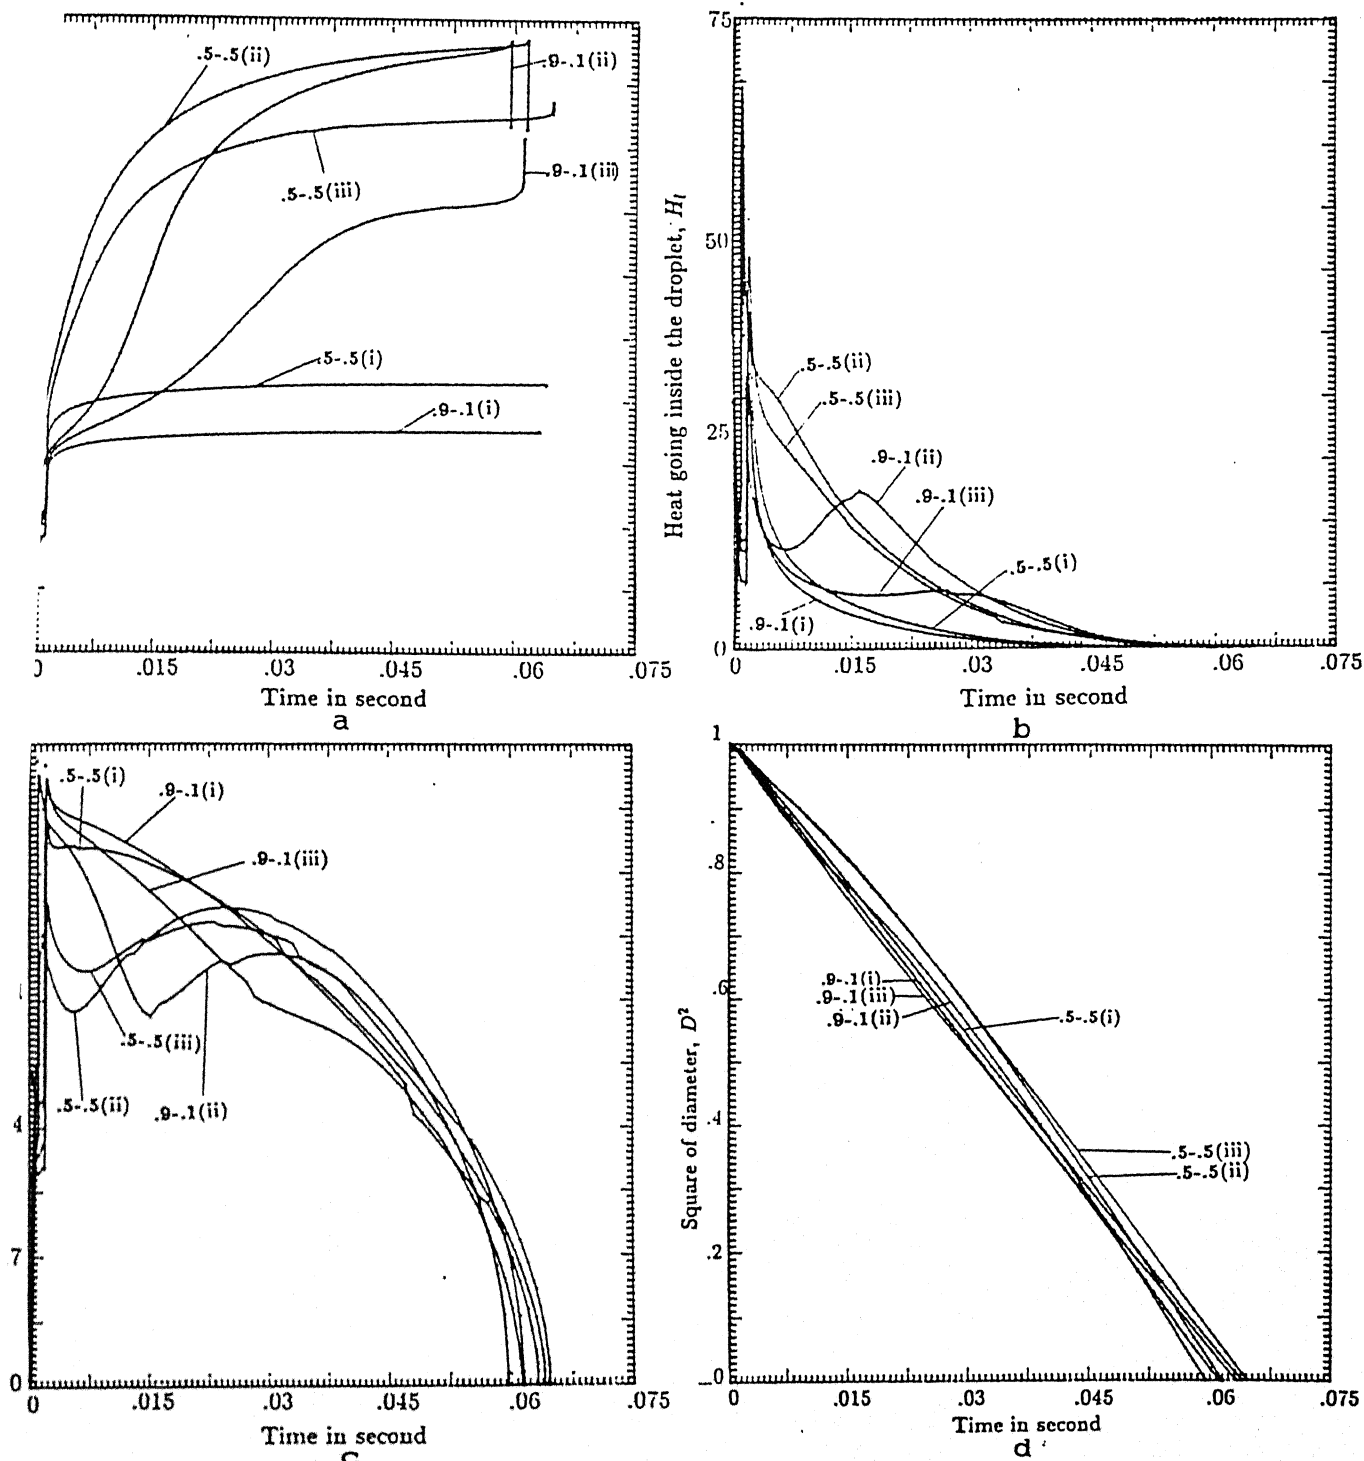 .5-.5(ii)
.9-.1(ii)
.9-.1(iii)
.5-.5(iii)
.5-.5(i)
.9-.1(i)
0 .015 .03 .045 .06 .075
Time in second
a
75
50
25
0
Heat going inside the droplet, H_l
.5-.5(ii)
.5-.5(iii)
.9-.1(ii)
.9-.1(iii)
.5-.5(i)
.9-.1(i)
0 .015 .03 .045 .06 .075
Time in second
b
.5-.5(i)
.9-.1(i)
.9-.1(iii)
.5-.5(iii)
.5-.5(ii)
.9-.1(ii)
4
7
0
0 .015 .03 .045 .06 .075
Time in second
1
.8
.6
.4
.2
0
Square of diameter, D²
.9-.1(i)
.9-.1(iii)
.9-.1(ii)
.5-.5(i)
.5-.5(iii)
.5-.5(ii)
0 .015 .03 .045 .06 .075
Time in second
d